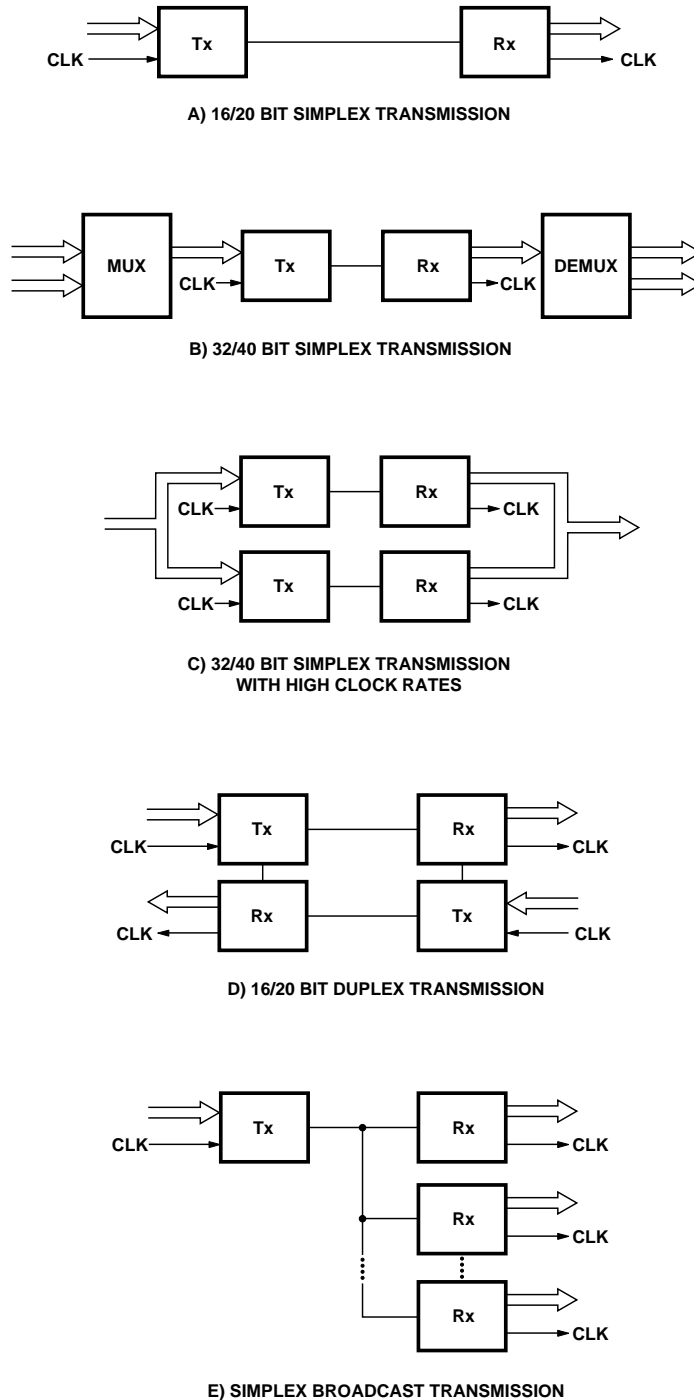 Tx
Rx
CLK
CLK
A) 16/20 BIT SIMPLEX TRANSMISSION
MUX
Tx
Rx
DEMUX
CLK
CLK
B) 32/40 BIT SIMPLEX TRANSMISSION
Tx
Rx
CLK
CLK
Tx
Rx
CLK
CLK
C) 32/40 BIT SIMPLEX TRANSMISSION
WITH HIGH CLOCK RATES
Tx
Rx
CLK
CLK
Rx
Tx
CLK
CLK
D) 16/20 BIT DUPLEX TRANSMISSION
Tx
Rx
CLK
CLK
Rx
CLK
Rx
CLK
E) SIMPLEX BROADCAST TRANSMISSION